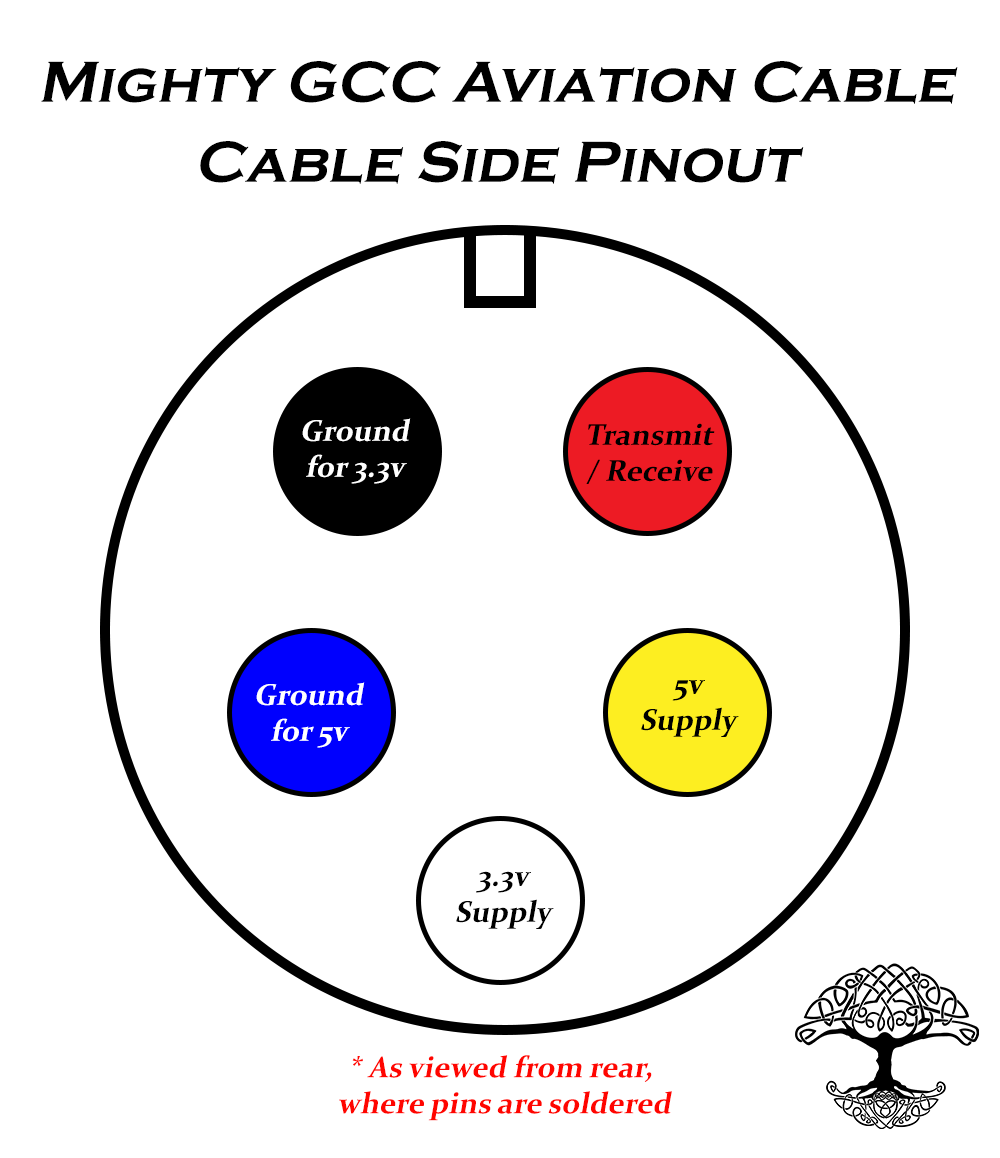 Mighty GCC Aviation Cable
Cable Side Pinout
Ground
for 3.3v
Transmit
/ Receive
Ground
for 5v
5v
Supply
3.3v
Supply
* As viewed from rear,
where pins are soldered